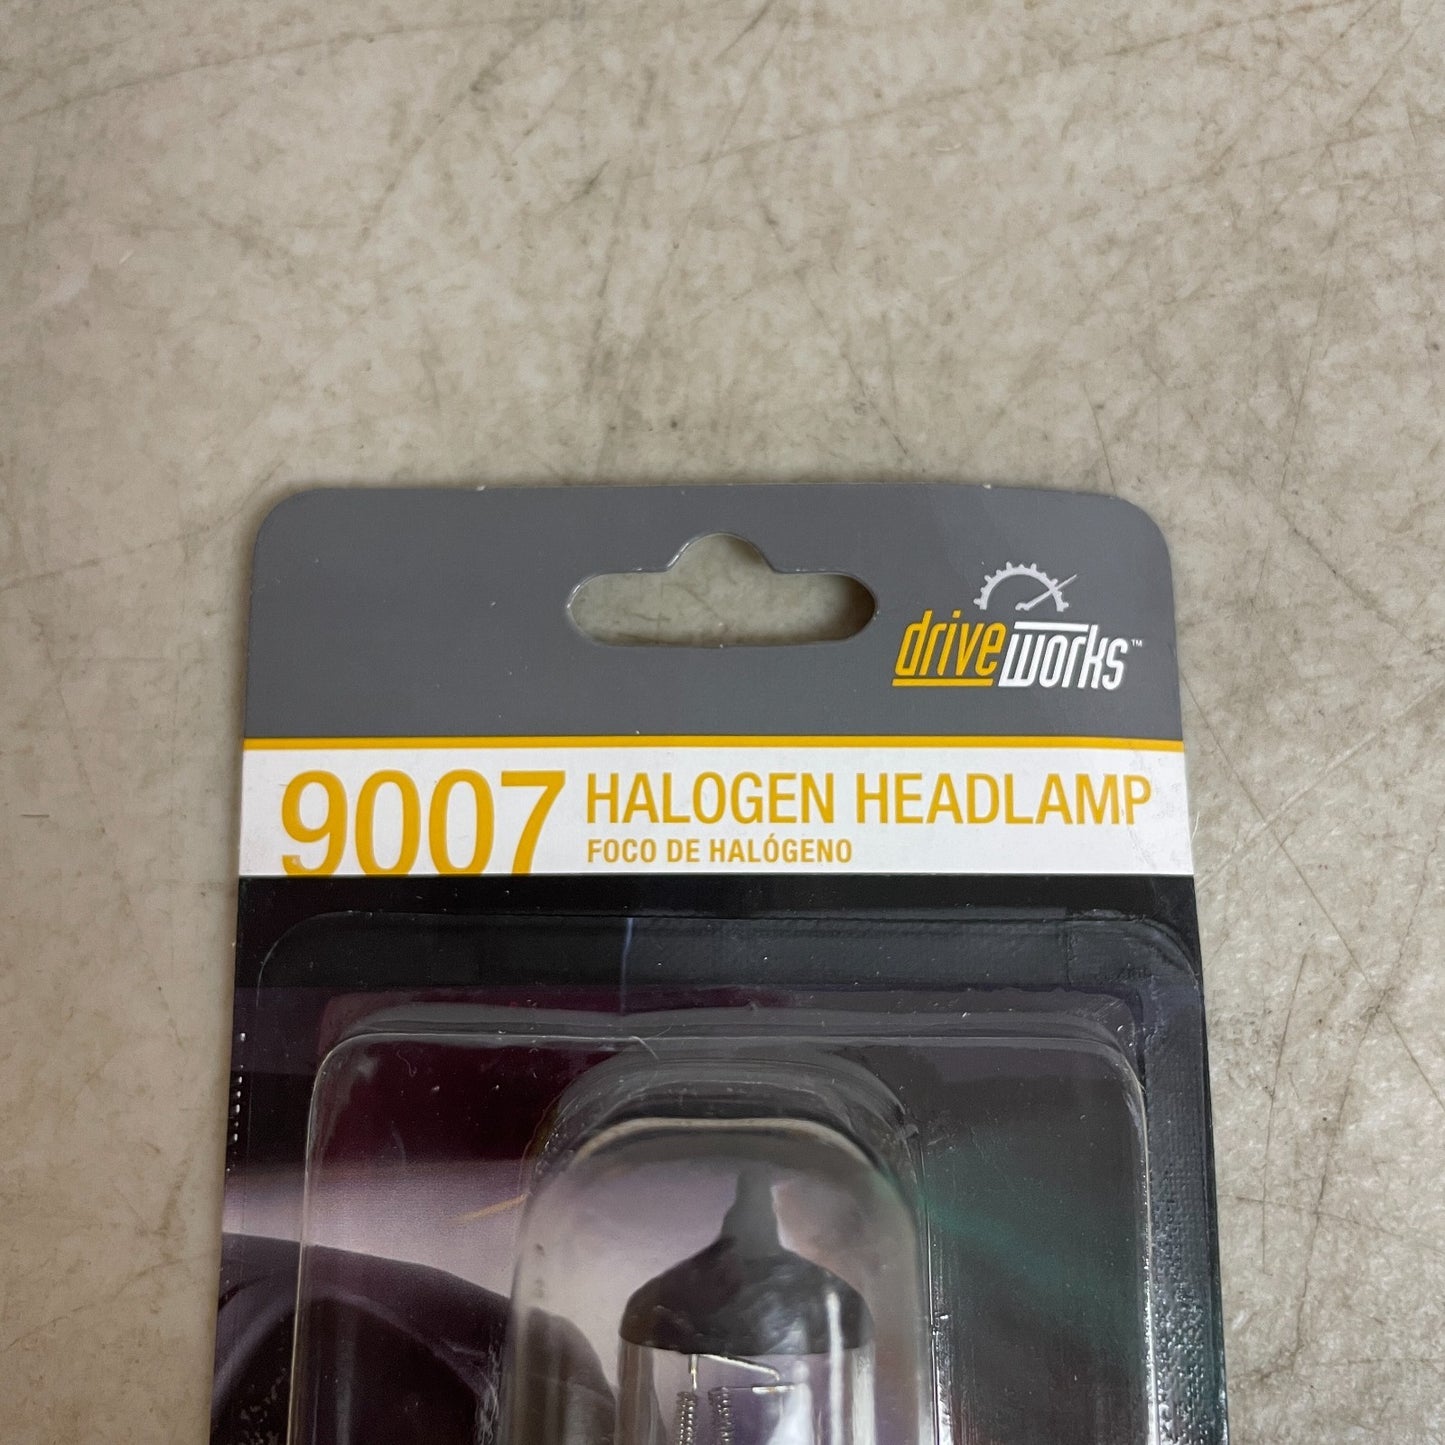 driveworks™
9007 HALOGEN HEADLAMP
FOCO DE HALÓGENO